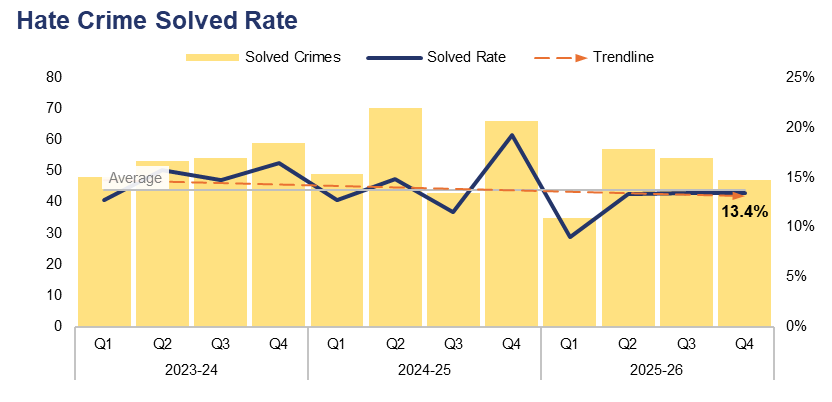 Hate Crime Solved Rate
Solved Crimes Solved Rate Trendline
80 25%
70
20%
60
50 15%
Average
40
13.4%
10%
30
20
5%
10
0 0%
Q1 Q2 Q3 Q4 Q1 Q2 Q3 Q4 Q1 Q2 Q3 Q4
2023-24 2024-25 2025-26